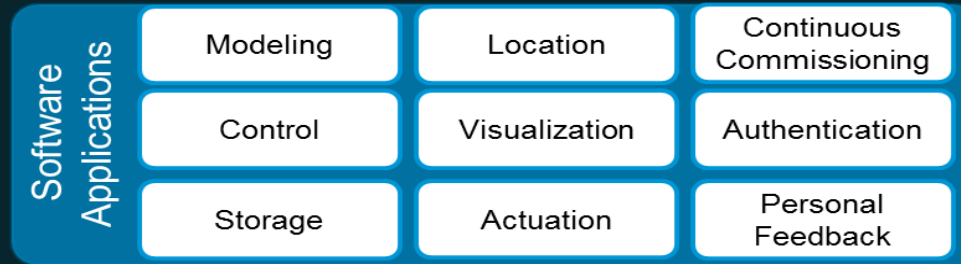 Software
Applications
Modeling
Location
Continuous
Commissioning
Control
Visualization
Authentication
Storage
Actuation
Personal
Feedback